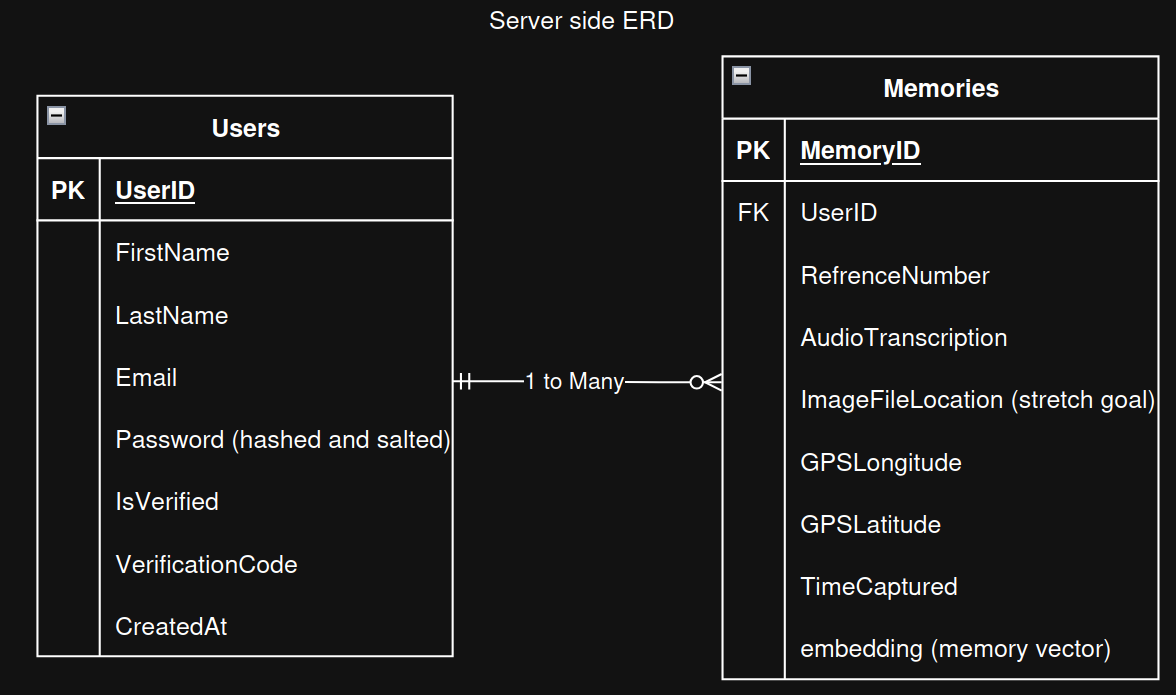 Server side ERD
Users
PK UserID
FirstName
LastName
Email
Password (hashed and salted)
IsVerified
VerificationCode
CreatedAt
1 to Many
Memories
PK MemoryID
FK UserID
RefrenceNumber
AudioTranscription
ImageFileLocation (stretch goal)
GPSLongitude
GPSLatitude
TimeCaptured
embedding (memory vector)